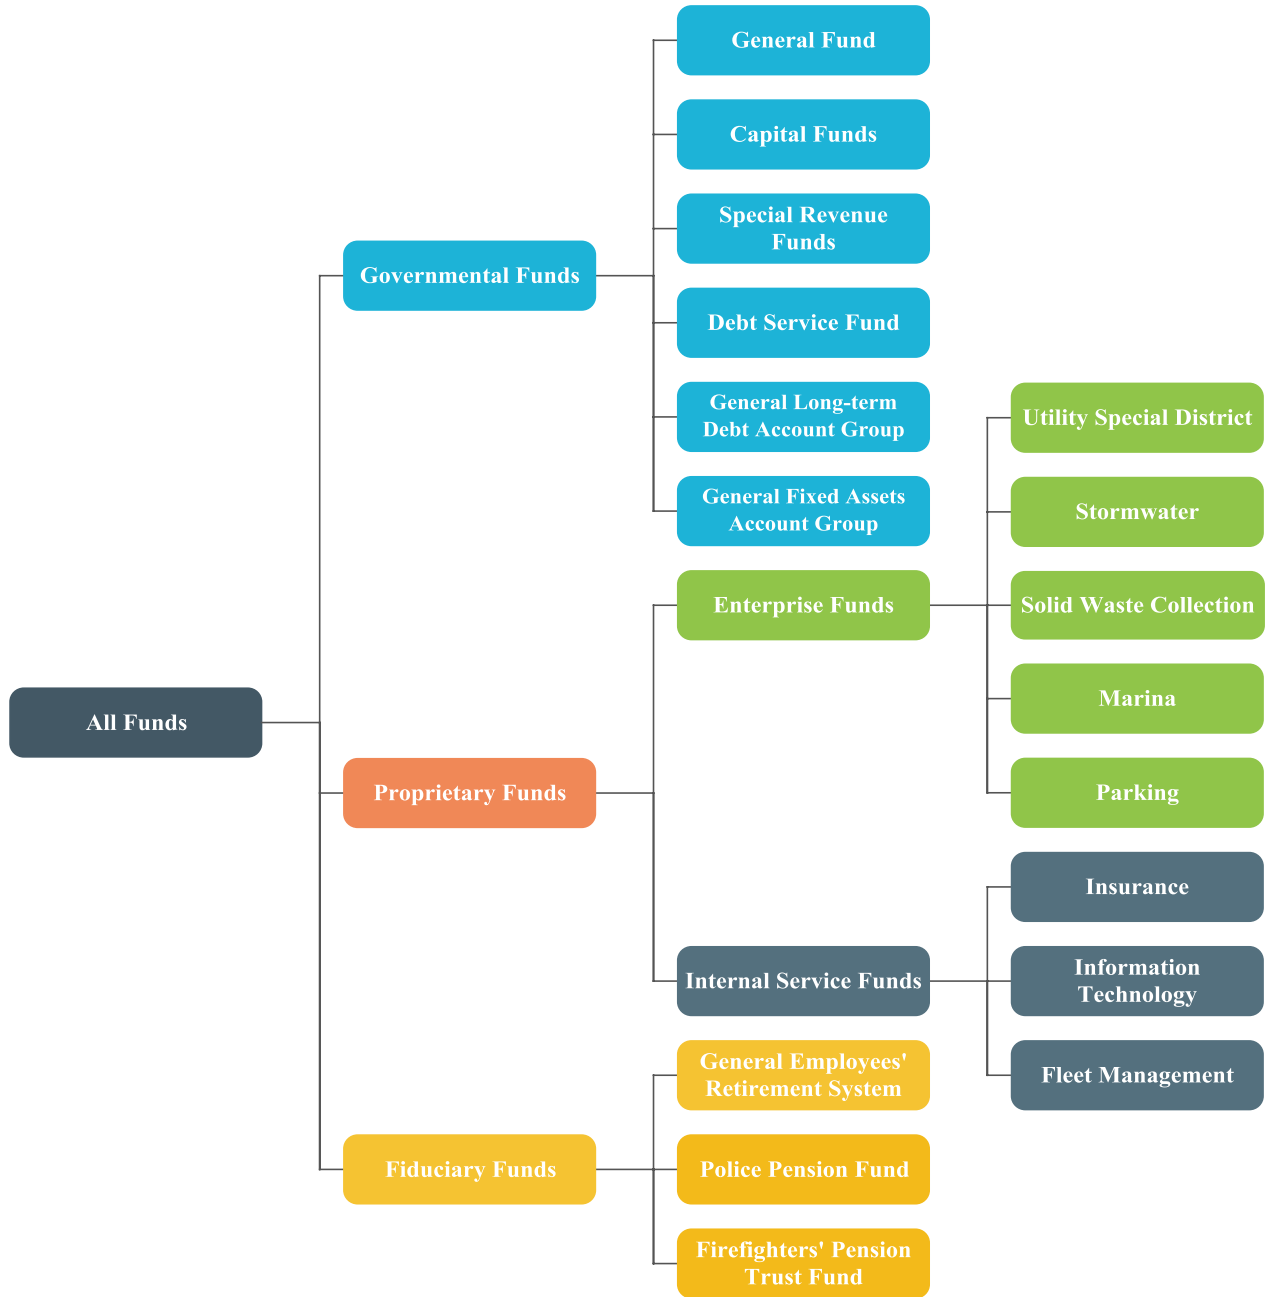 General Fund
Capital Funds
Special Revenue
Funds
Governmental Funds
Debt Service Fund
General Long-term
Debt Account Group
Utility Special District
General Fixed Assets
Account Group
Stormwater
Enterprise Funds
Solid Waste Collection
Marina
All Funds
Proprietary Funds
Parking
Insurance
Internal Service Funds
Information
Technology
General Employees'
Retirement System
Fleet Management
Fiduciary Funds
Police Pension Fund
Firefighters' Pension
Trust Fund